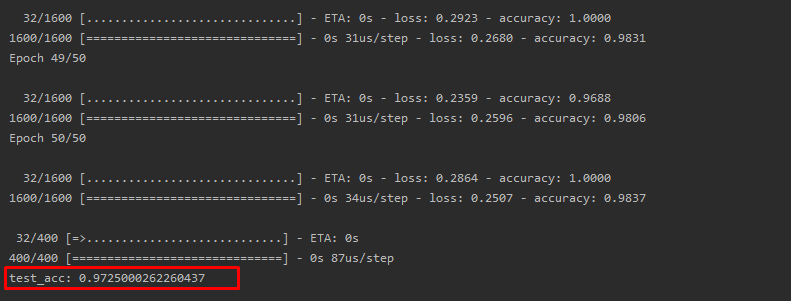 32/1600 [..............................] - ETA: 0s - loss: 0.2923 - accuracy: 1.0000
1600/1600 [==============================] - 0s 31us/step - loss: 0.2680 - accuracy: 0.9831
Epoch 49/50
32/1600 [..............................] - ETA: 0s - loss: 0.2359 - accuracy: 0.9688
1600/1600 [==============================] - 0s 31us/step - loss: 0.2596 - accuracy: 0.9806
Epoch 50/50
32/1600 [..............................] - ETA: 0s - loss: 0.2864 - accuracy: 1.0000
1600/1600 [==============================] - 0s 34us/step - loss: 0.2507 - accuracy: 0.9837
32/400 [=>............................] - ETA: 0s
400/400 [==============================] - 0s 87us/step
test_acc: 0.9725000262260437